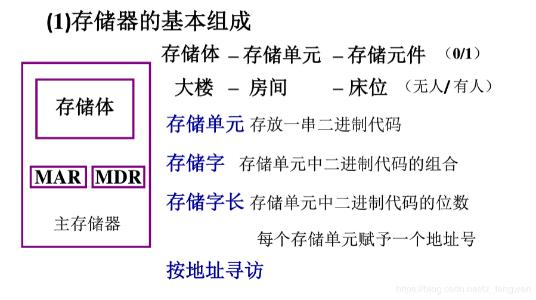 (1)存储器的基本组成
存储体 – 存储单元 – 存储元件 （0/1）
大楼 – 房间 – 床位 （无人/ 有人）
存储体
存储单元 存放一串二进制代码
MAR MDR
存储字 存储单元中二进制代码的组合
主存储器
存储字长 存储单元中二进制代码的位数
每个存储单元赋予一个地址号
按地址寻访